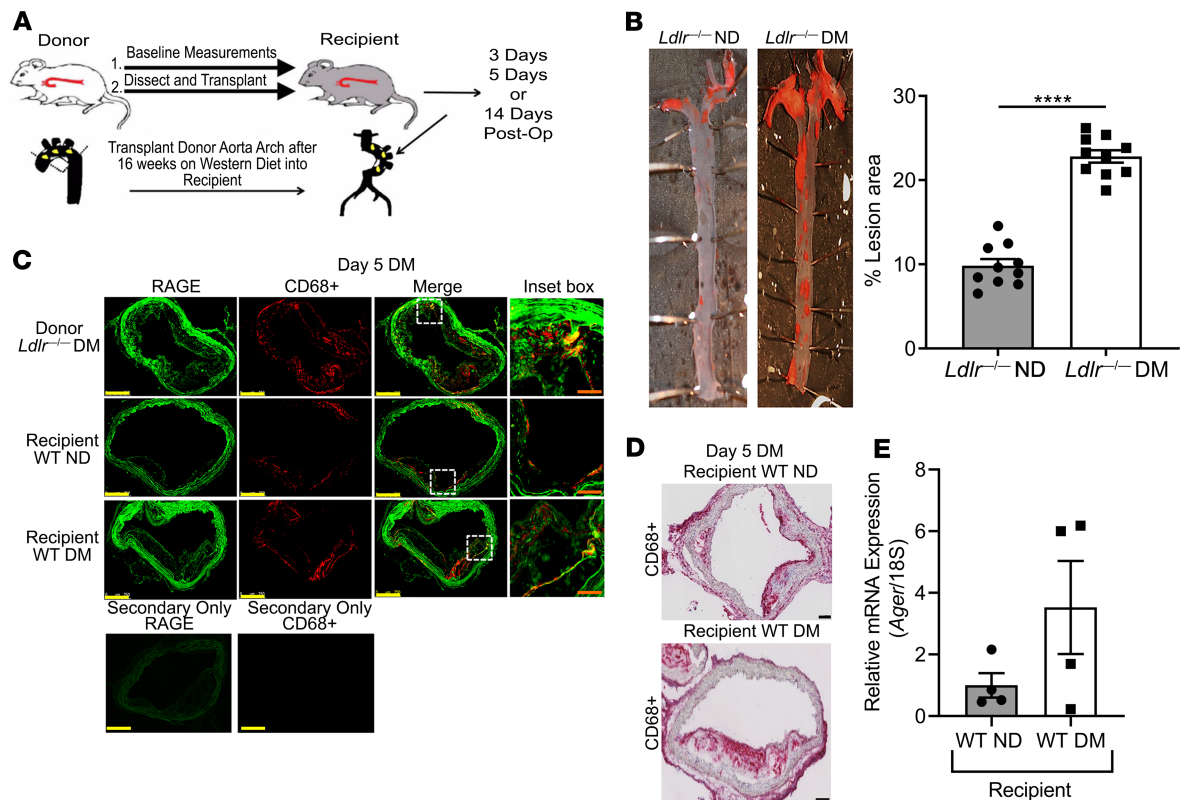 A
Donor
Recipient
1. Baseline Measurements
2. Dissect and Transplant
3 Days
5 Days
or
14 Days
Post-Op
Transplant Donor Aorta Arch after
16 weeks on Western Diet into
Recipient
B
Ldlr–/– ND
Ldlr–/– DM
% Lesion area
30
20
10
0
****
Ldlr–/– ND
Ldlr–/– DM
C
Day 5 DM
RAGE
CD68+
Merge
Inset box
Donor
Ldlr–/– DM
Recipient
WT ND
Recipient
WT DM
Secondary Only
RAGE
Secondary Only
CD68+
D
Day 5 DM
Recipient WT ND
CD68+
Recipient WT DM
CD68+
E
Relative mRNA Expression
(Ager/18S)
8
6
4
2
0
WT ND
WT DM
Recipient